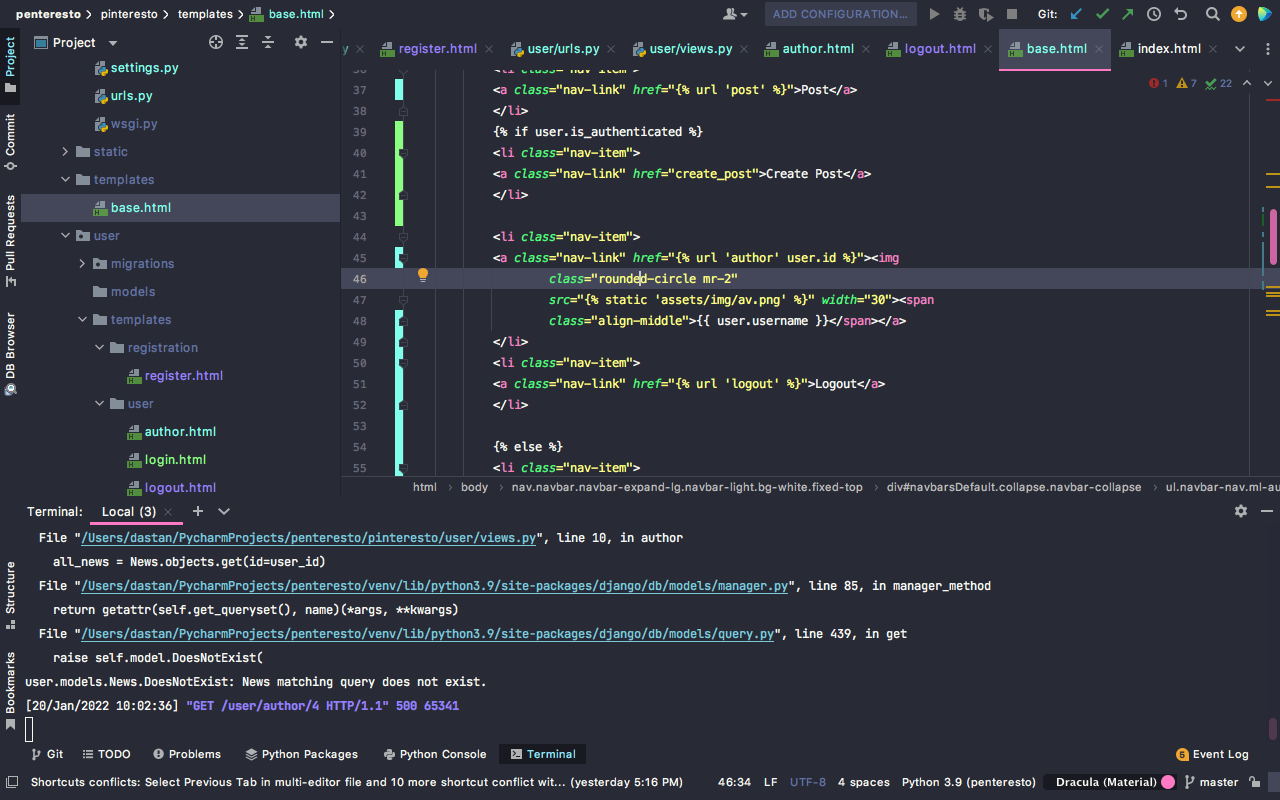 penteresto > pinteresto > templates > base.html >
ADD CONFIGURATION...
Git:
Project
y
register.html
user/urls.py
user/views.py
author.html
logout.html
base.html
index.html
Project
Commit
Pull Requests
DB Browser
Structure
Bookmarks
settings.py
urls.py
wsgi.py
static
templates
base.html
user
migrations
models
templates
registration
register.html
user
author.html
login.html
logout.html
1 7 22
36 <li class="nav-item">
37 <a class="nav-link" href="{% url 'post' %}">Post</a>
38 </li>
39 {% if user.is_authenticated %}
40 <li class="nav-item">
41 <a class="nav-link" href="create_post">Create Post</a>
42 </li>
43
44 <li class="nav-item">
45 <a class="nav-link" href="{% url 'author' user.id %}"><img
46 class="rounded-circle mr-2"
47 src="{% static 'assets/img/av.png' %}" width="30"><span
48 class="align-middle">{{ user.username }}</span></a>
49 </li>
50 <li class="nav-item">
51 <a class="nav-link" href="{% url 'logout' %}">Logout</a>
52 </li>
53
54 {% else %}
55 <li class="nav-item">
html > body > nav.navbar.navbar-expand-lg.navbar-light.bg-white.fixed-top > div#navbarsDefault.collapse.navbar-collapse > ul.navbar-nav.ml-au
Terminal: Local (3)
File "/Users/dastan/PycharmProjects/penteresto/pinteresto/user/views.py", line 10, in author
all_news = News.objects.get(id=user_id)
File "/Users/dastan/PycharmProjects/penteresto/venv/lib/python3.9/site-packages/django/db/models/manager.py", line 85, in manager_method
return getattr(self.get_queryset(), name)(*args, **kwargs)
File "/Users/dastan/PycharmProjects/penteresto/venv/lib/python3.9/site-packages/django/db/models/query.py", line 439, in get
raise self.model.DoesNotExist(
user.models.News.DoesNotExist: News matching query does not exist.
[20/Jan/2022 10:02:36] "GET /user/author/4 HTTP/1.1" 500 65341
Git TODO Problems Python Packages Python Console Terminal 5 Event Log
Shortcuts conflicts: Select Previous Tab in multi-editor file and 10 more shortcut conflict wit... (yesterday 5:16 PM) 46:34 LF UTF-8 4 spaces Python 3.9 (penteresto) Dracula (Material) master